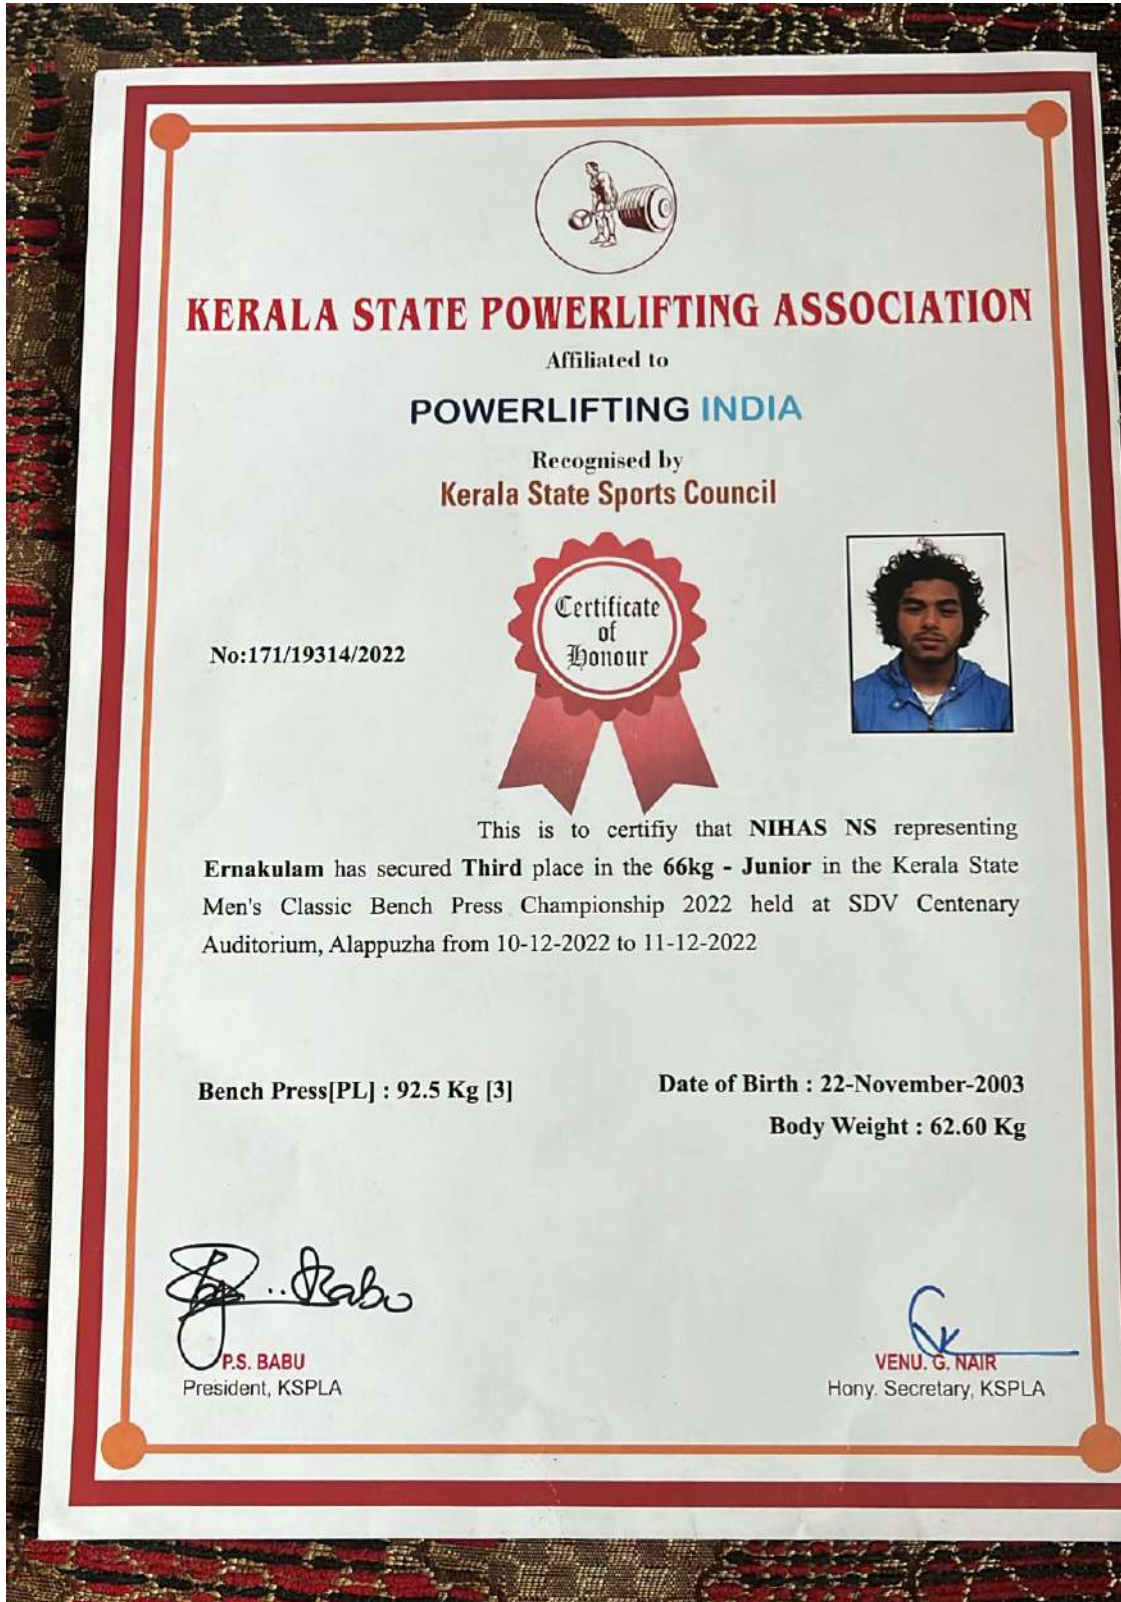 KERALA STATE POWERLIFTING ASSOCIATION
Affiliated to
POWERLIFTING INDIA
Recognised by
Kerala State Sports Council
Certificate
of
Honour
No:171/19314/2022
This is to certifiy that NIHAS NS representing
Ernakulam has secured Third place in the 66kg - Junior in the Kerala State
Men's Classic Bench Press Championship 2022 held at SDV Centenary
Auditorium, Alappuzha from 10-12-2022 to 11-12-2022
Bench Press[PL] : 92.5 Kg [3]
Date of Birth : 22-November-2003
Body Weight : 62.60 Kg
P.S. BABU
President, KSPLA
VENU. G. NAIR
Hony. Secretary, KSPLA